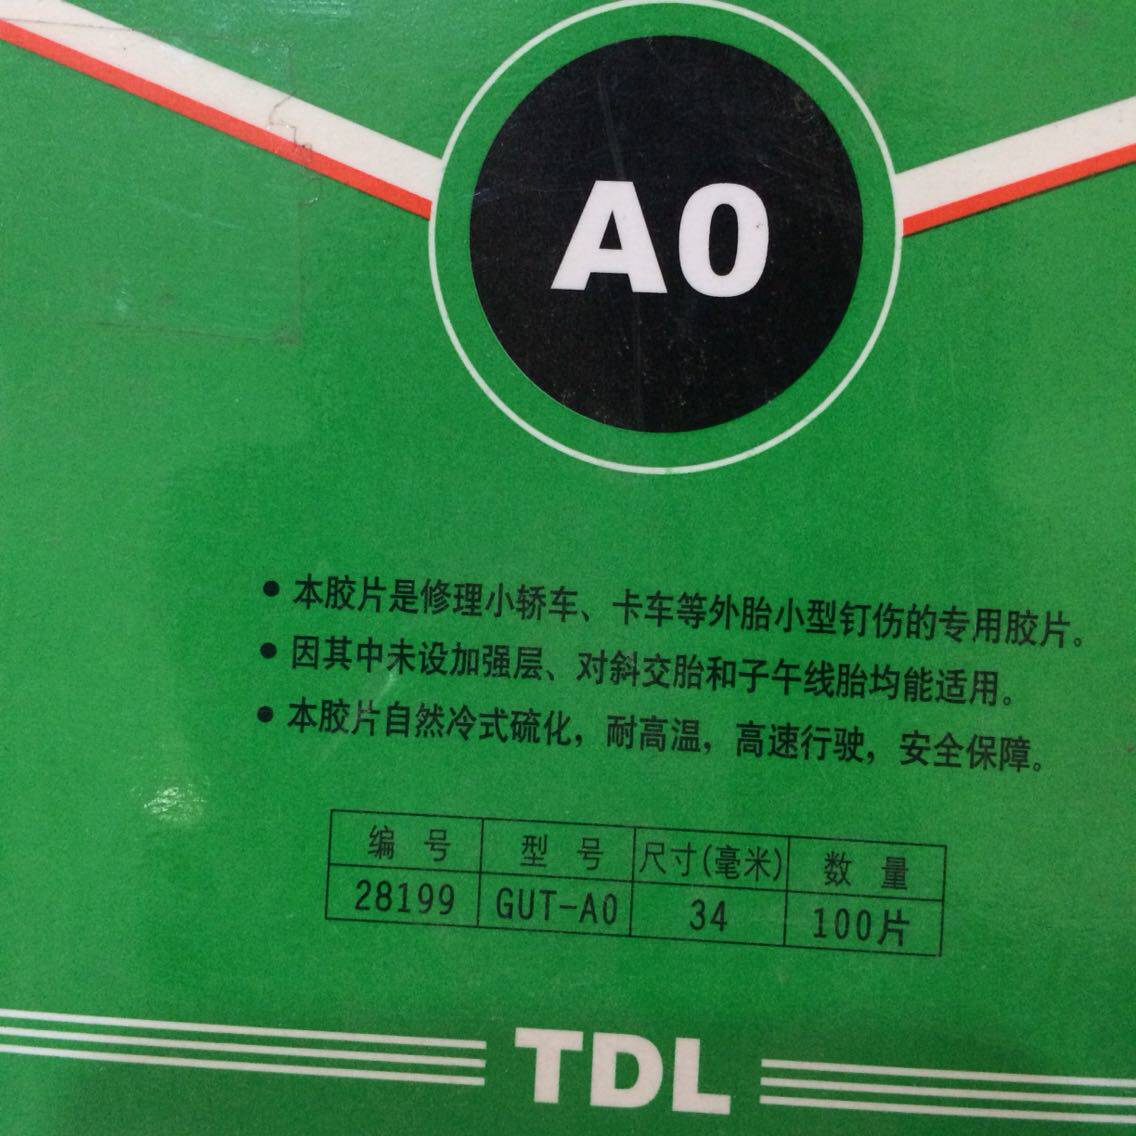 A0
● 本胶片是修理小轿车、卡车等外胎小型钉伤的专用胶片。
● 因其中未设加强层、对斜交胎和子午线胎均能适用。
● 本胶片自然冷式硫化，耐高温，高速行驶，安全保障。
编 号 型 号 尺寸(毫米) 数 量
28199 GUT-A0 34 100片
TDL